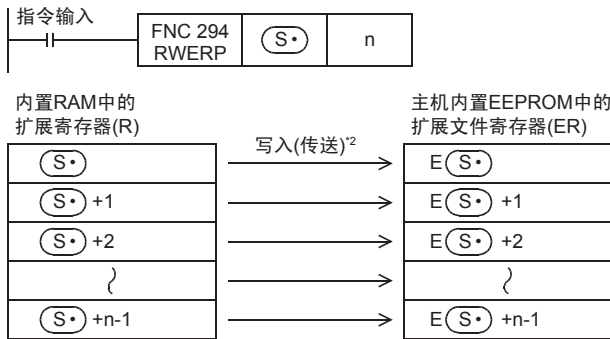 指令输入
FNC 294
RWERP
S•
n
内置RAM中的
扩展寄存器(R)
主机内置EEPROM中的
扩展文件寄存器(ER)
写入(传送)*2
S•
E S•
S• +1
E S• +1
S• +2
E S• +2
S• +n-1
E S• +n-1